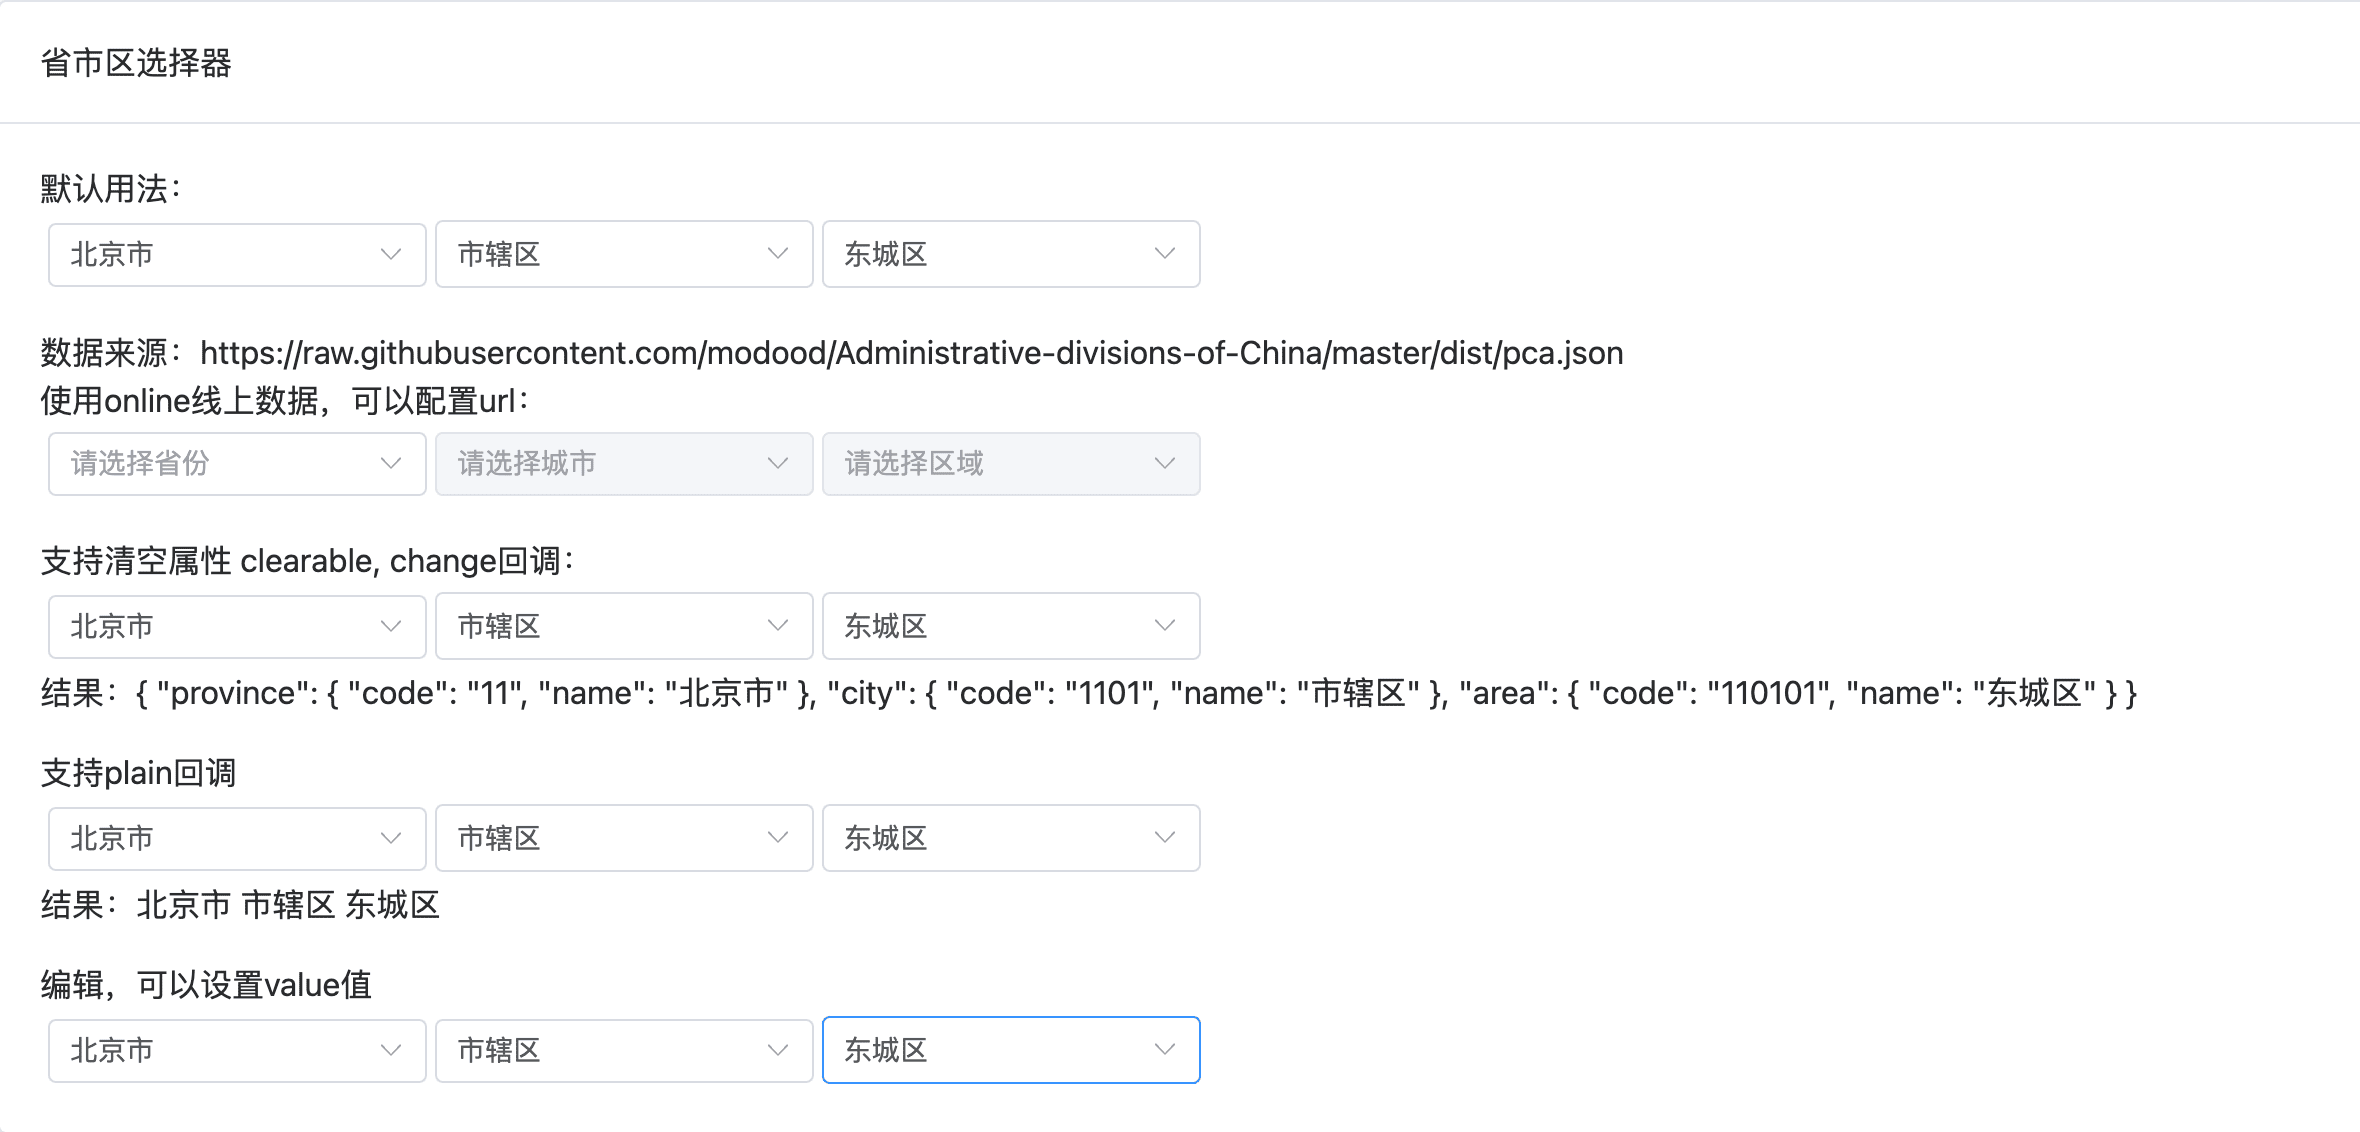 省市区选择器
默认用法：
北京市 市辖区 东城区
数据来源：https://raw.githubusercontent.com/modood/Administrative-divisions-of-China/master/dist/pca.json
使用online线上数据，可以配置url：
请选择省份 请选择城市 请选择区域
支持清空属性 clearable, change回调：
北京市 市辖区 东城区
结果：{ "province": { "code": "11", "name": "北京市" }, "city": { "code": "1101", "name": "市辖区" }, "area": { "code": "110101", "name": "东城区" } }
支持plain回调
北京市 市辖区 东城区
结果：北京市 市辖区 东城区
编辑，可以设置value值
北京市 市辖区 东城区